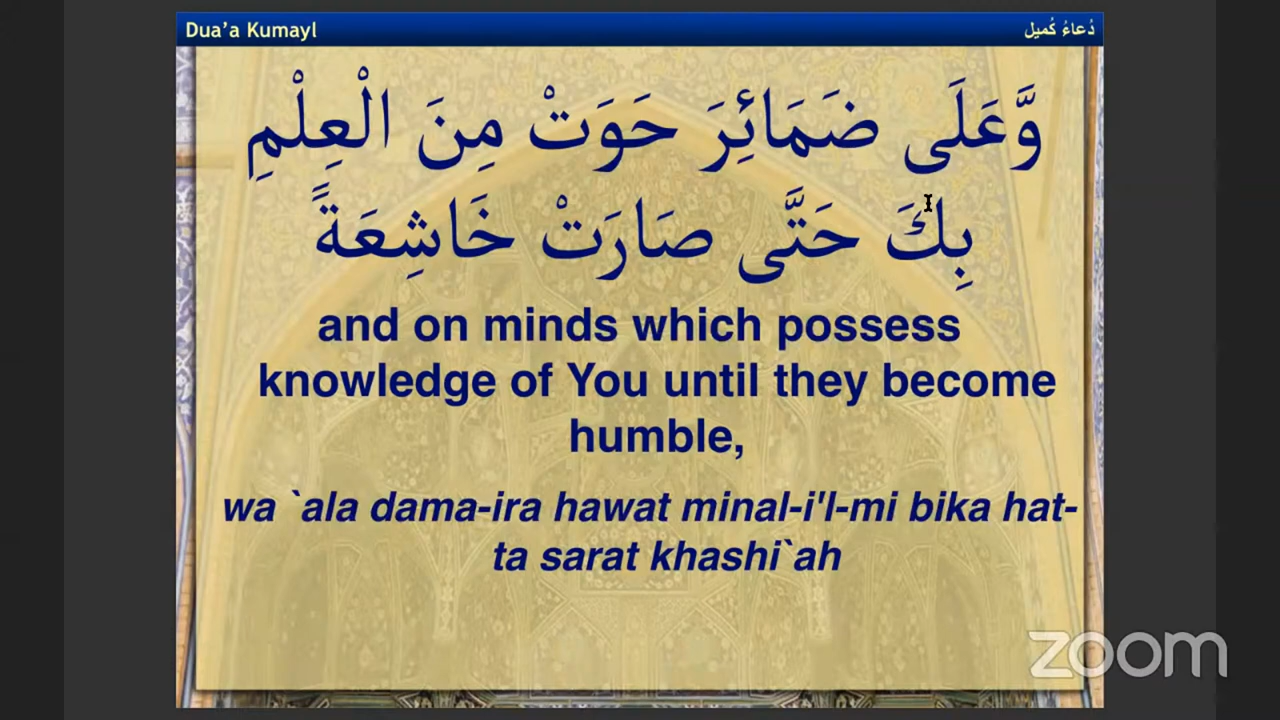 Dua’a Kumayl
دُعاءُ كُميل
وَّعَلَى ضَمَائِرَ حَوَتْ مِنَ الْعِلْمِ
بِكَ حَتَّى صَارَتْ خَاشِعَةً
and on minds which possess
knowledge of You until they become
humble,
wa `ala dama-ira hawat minal-i'l-mi bika hat-
ta sarat khashi`ah
zoom